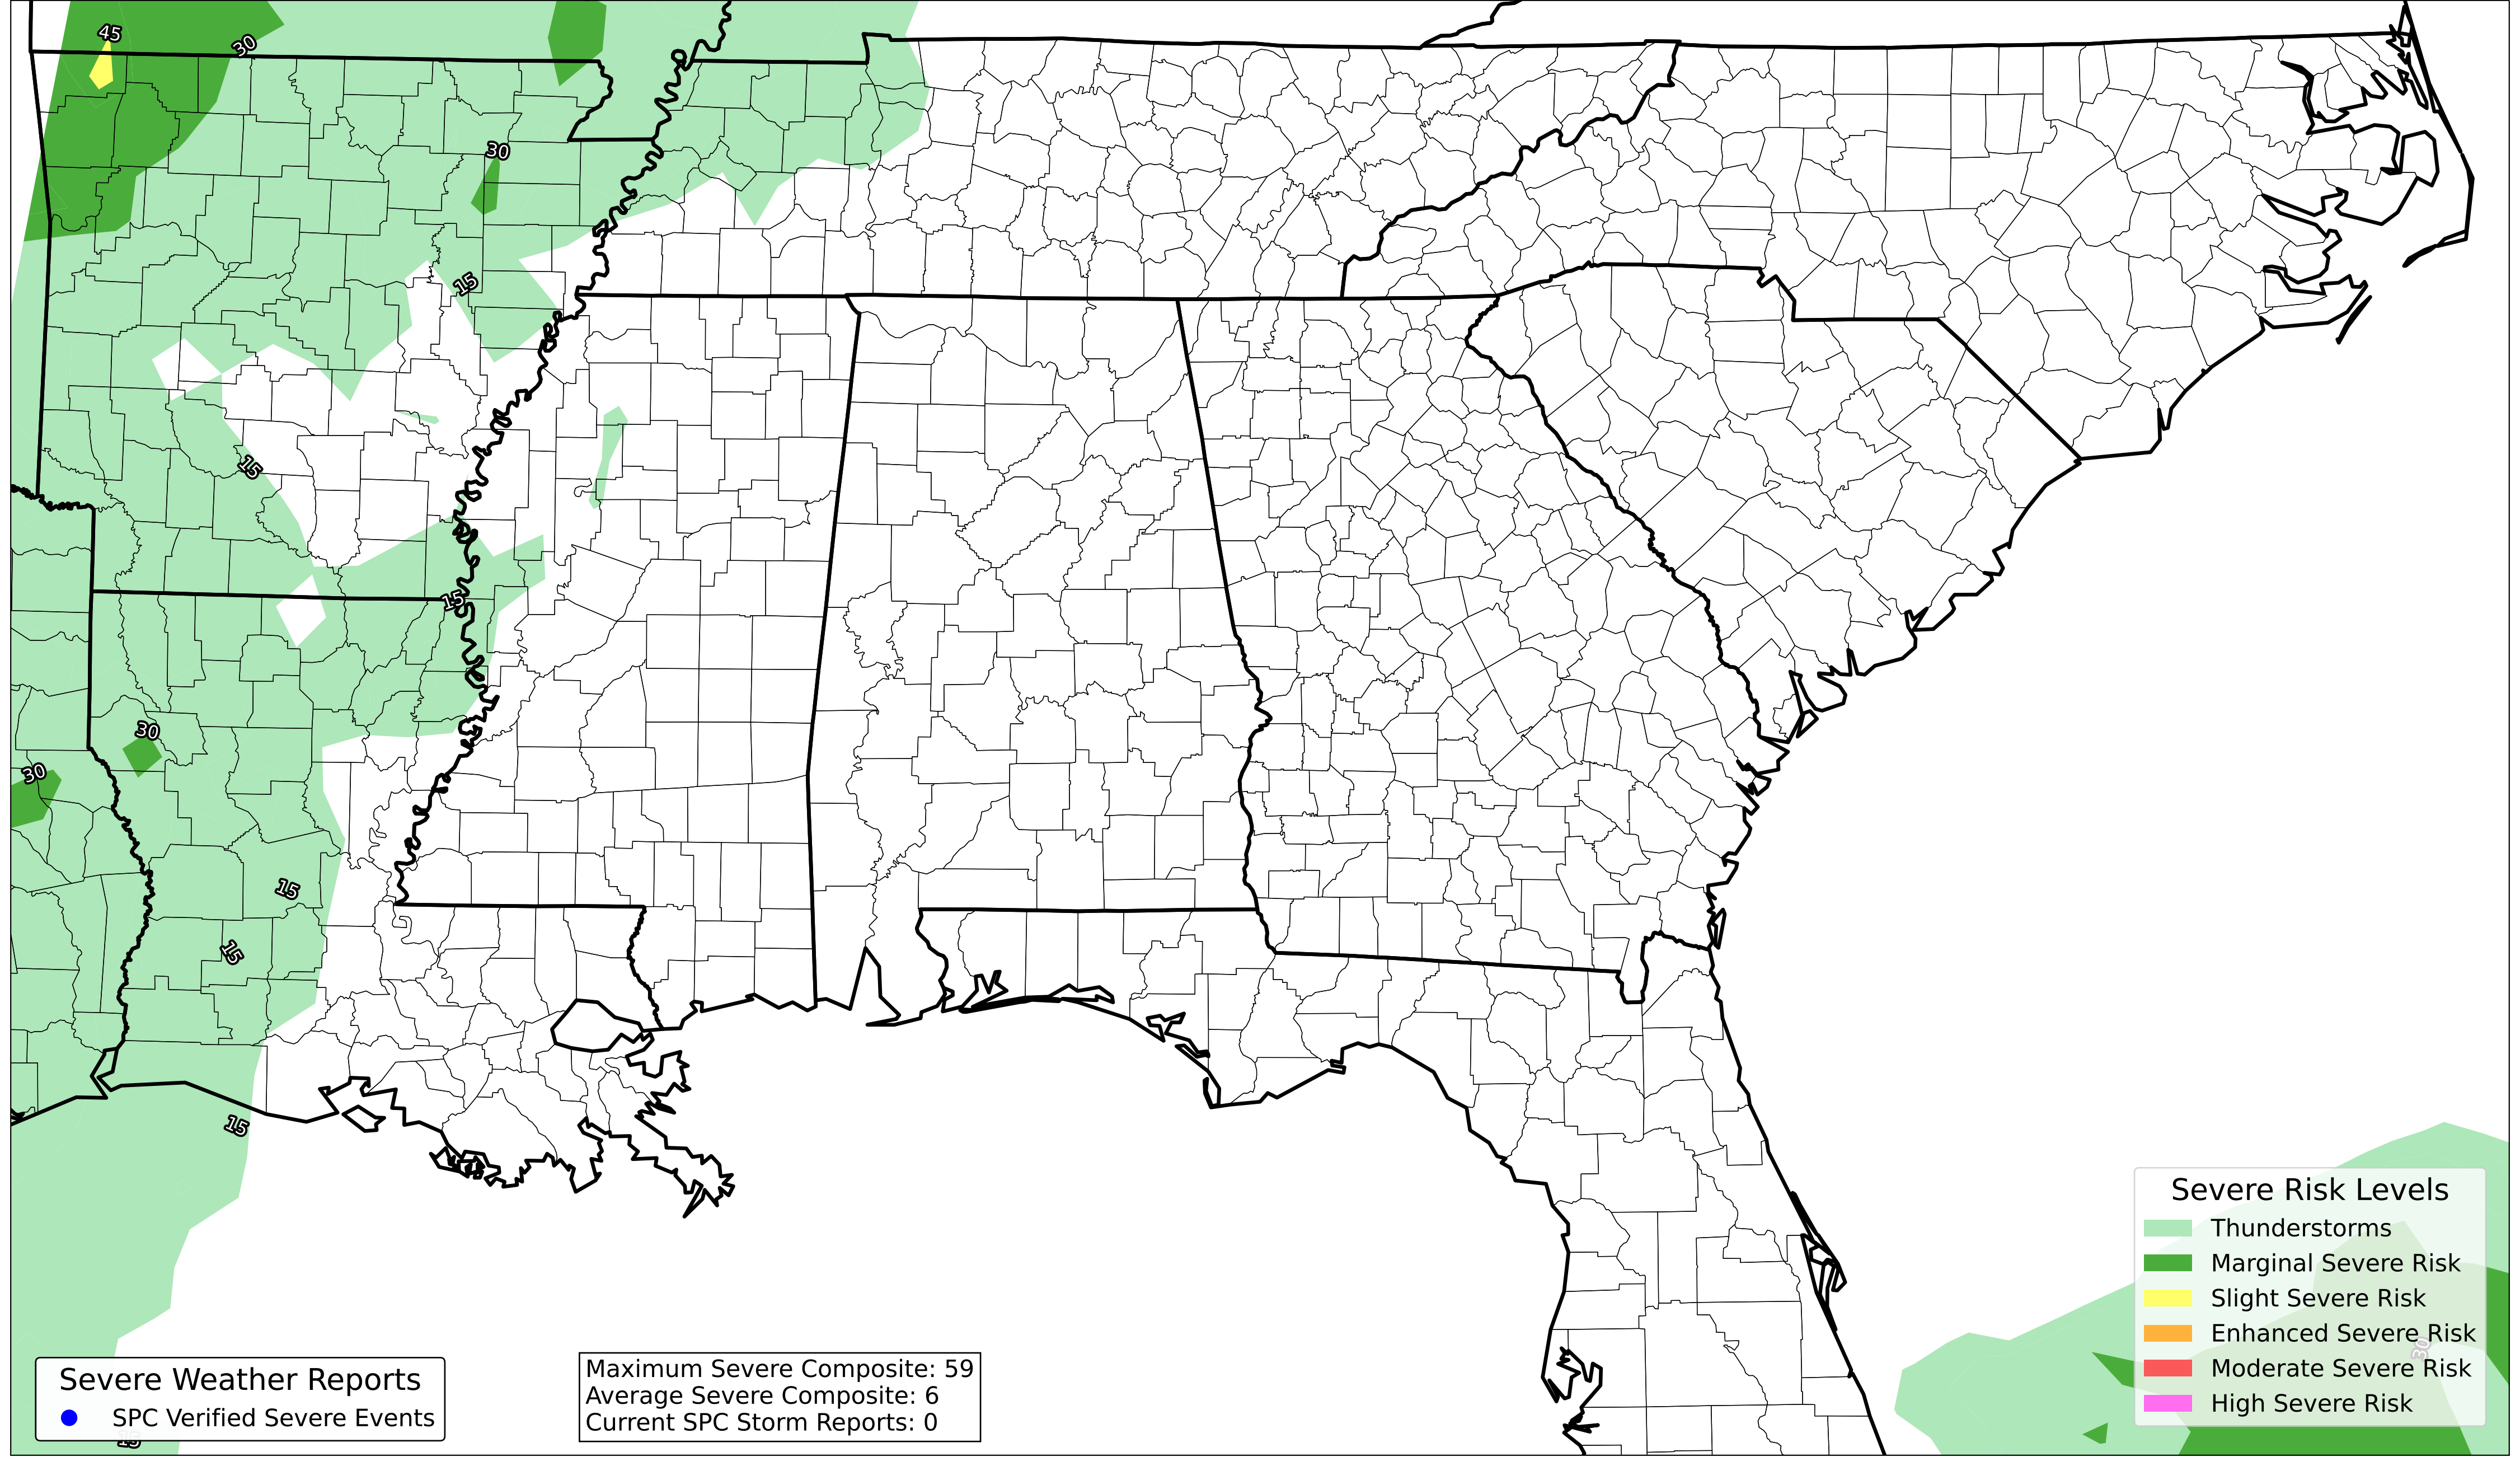 45
30
30
15
15
15
30
30
15
15
15
Severe Risk Levels
Thunderstorms
Marginal Severe Risk
Slight Severe Risk
Enhanced Severe Risk
Moderate Severe Risk
High Severe Risk
30
Severe Weather Reports
SPC Verified Severe Events
15
Maximum Severe Composite: 59
Average Severe Composite: 6
Current SPC Storm Reports: 0